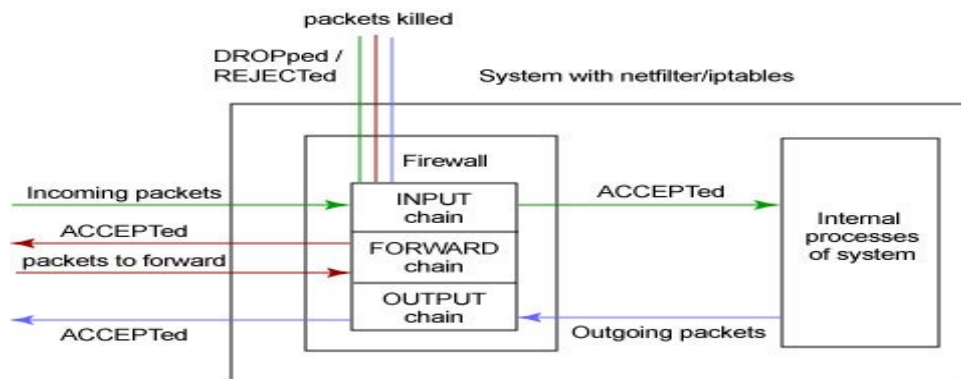 packets killed
DROPped /
REJECTed
System with netfilter/iptables
Firewall
Incoming packets
INPUT
chain
ACCEPTed
Internal
processes
of system
ACCEPTed
FORWARD
chain
packets to forward
OUTPUT
chain
ACCEPTed
Outgoing packets